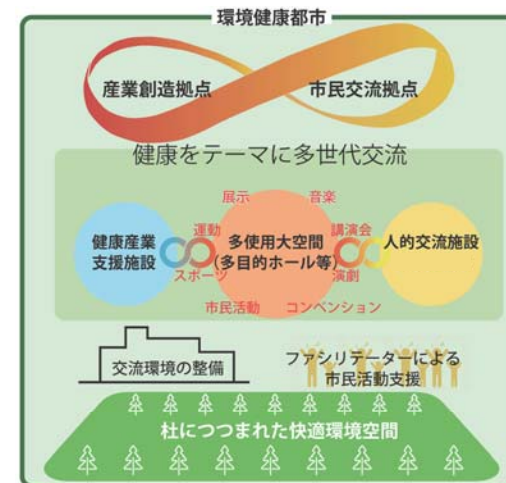 環境健康都市
産業創造拠点
市民交流拠点
健康をテーマに多世代交流
展示
音楽
運動
講演会
健康産業
支援施設
多使用大空間
(多目的ホール等)
人的交流施設
スポーツ
演劇
市民活動
コンベンション
交流環境の整備
ファシリテーターによる
市民活動支援
杜につつまれた快適環境空間